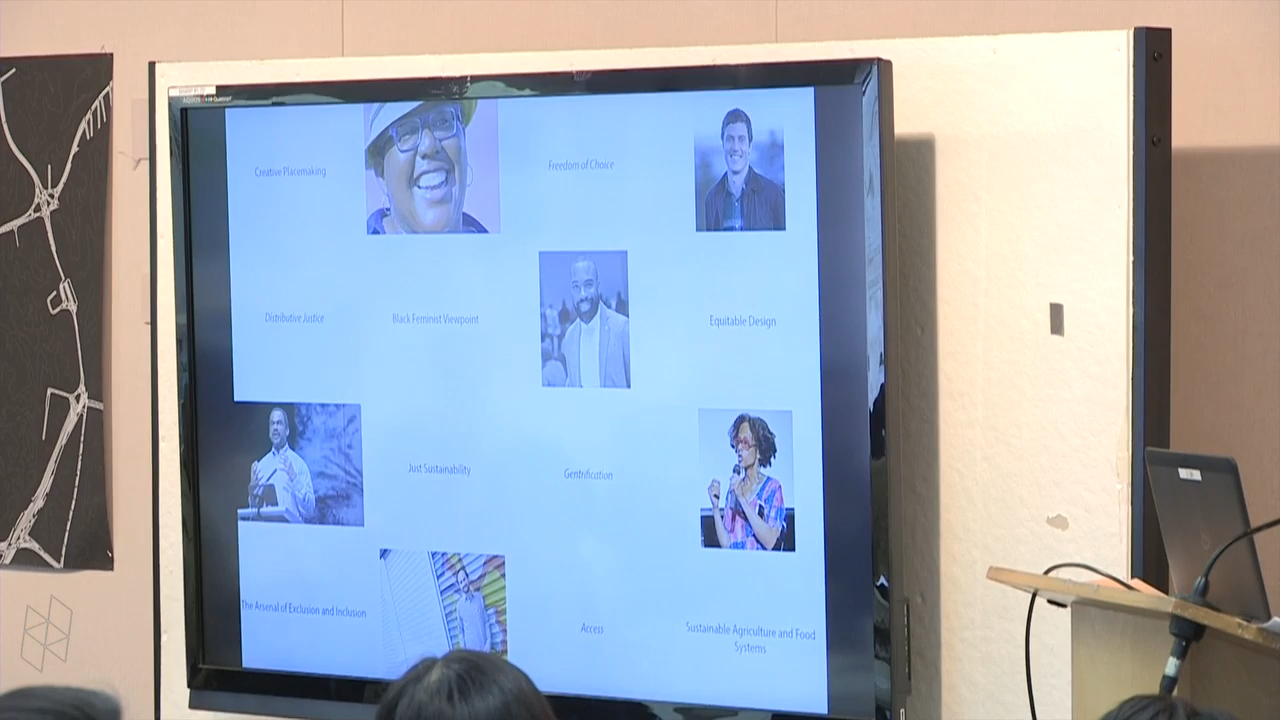 Creative Placemaking
Freedom of Choice
Distributive Justice
Black Feminist Viewpoint
Equitable Design
Just Sustainability
Gentrification
The Arsenal of Exclusion and Inclusion
Access
Sustainable Agriculture and Food
Systems